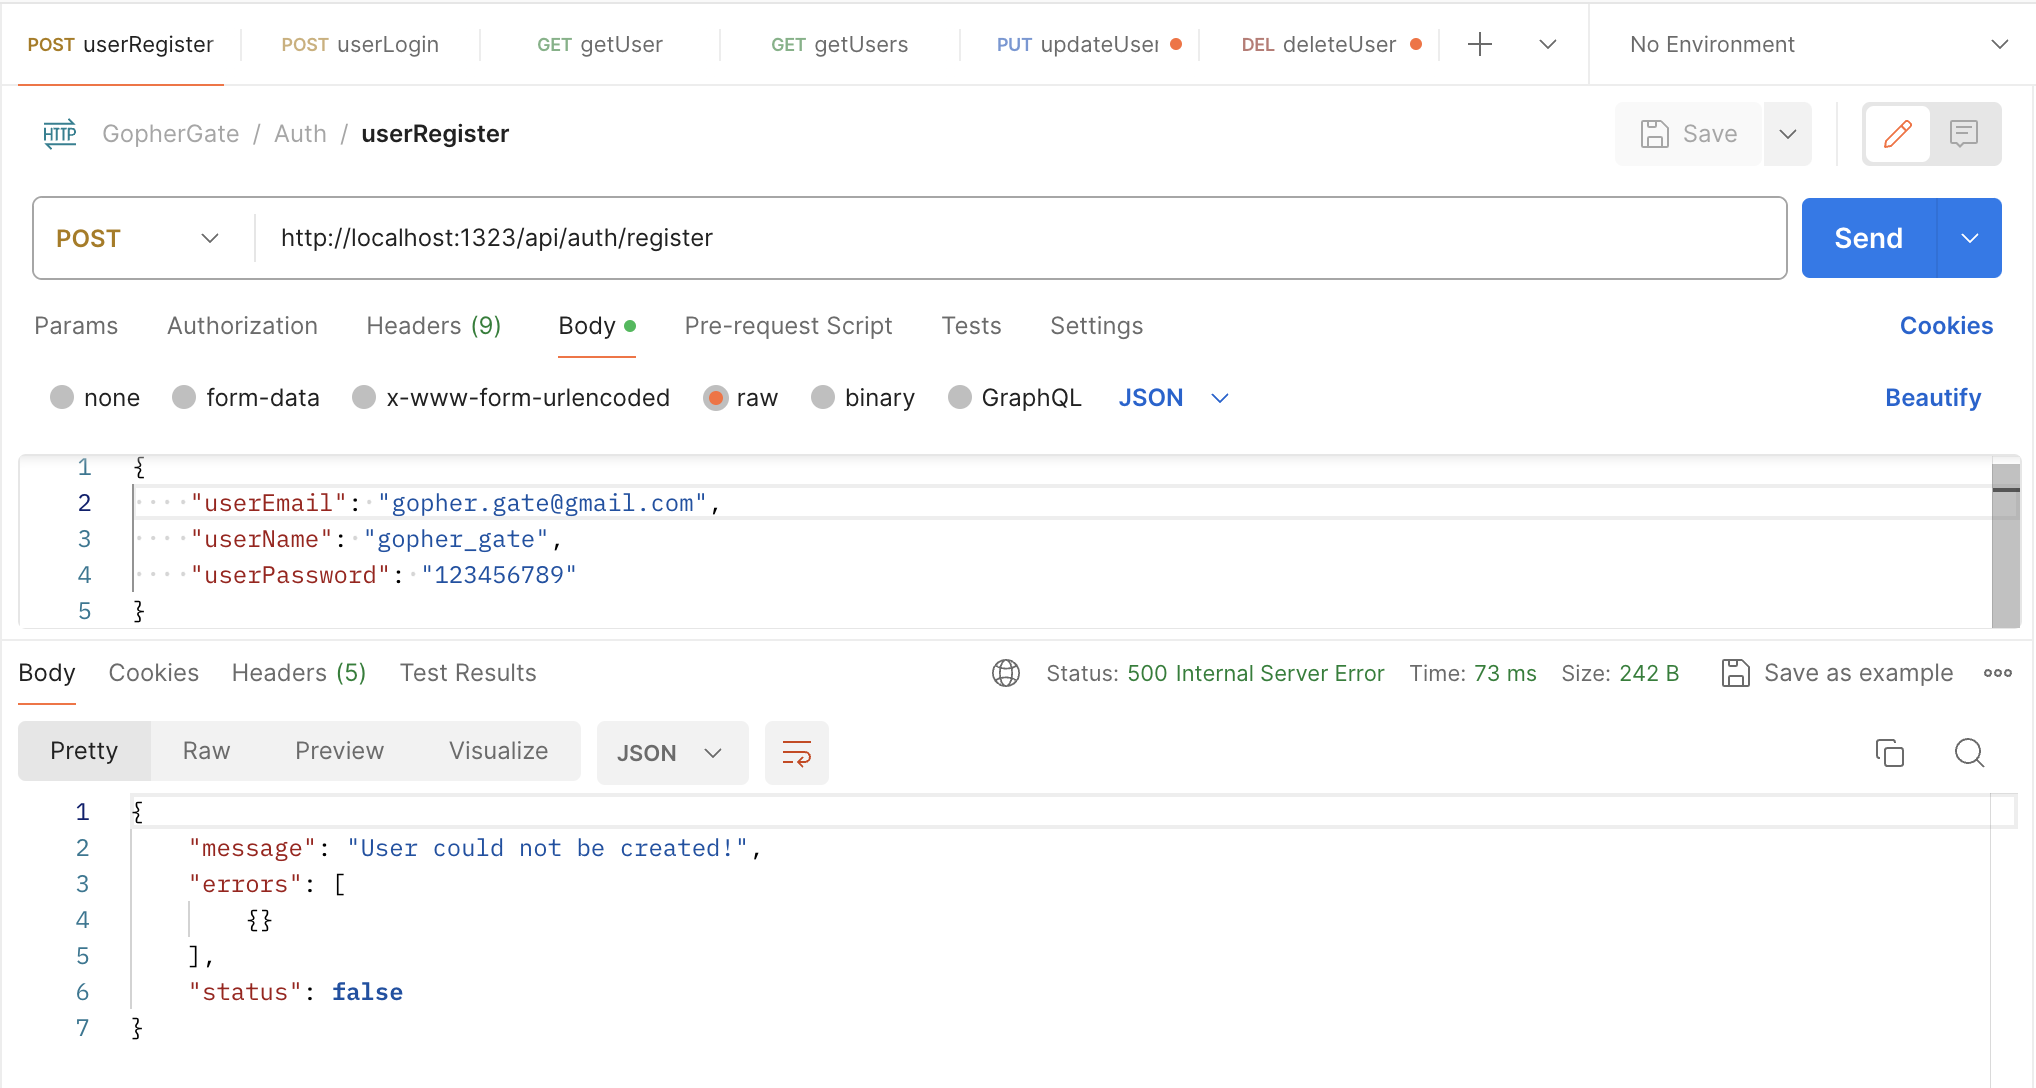 POST userRegister POST userLogin GET getUser GET getUsers PUT updateUser DEL deleteUser No Environment
HTTP GopherGate / Auth / userRegister Save
POST http://localhost:1323/api/auth/register Send
Params Authorization Headers (9) Body Pre-request Script Tests Settings Cookies
none form-data x-www-form-urlencoded raw binary GraphQL JSON Beautify
1 {
2 "userEmail": "gopher.gate@gmail.com",
3 "userName": "gopher_gate",
4 "userPassword": "123456789"
5 }
Body Cookies Headers (5) Test Results Status: 500 Internal Server Error Time: 73 ms Size: 242 B Save as example
Pretty Raw Preview Visualize JSON
1 {
2 "message": "User could not be created!",
3 "errors": [
4 {}
5 ],
6 "status": false
7 }